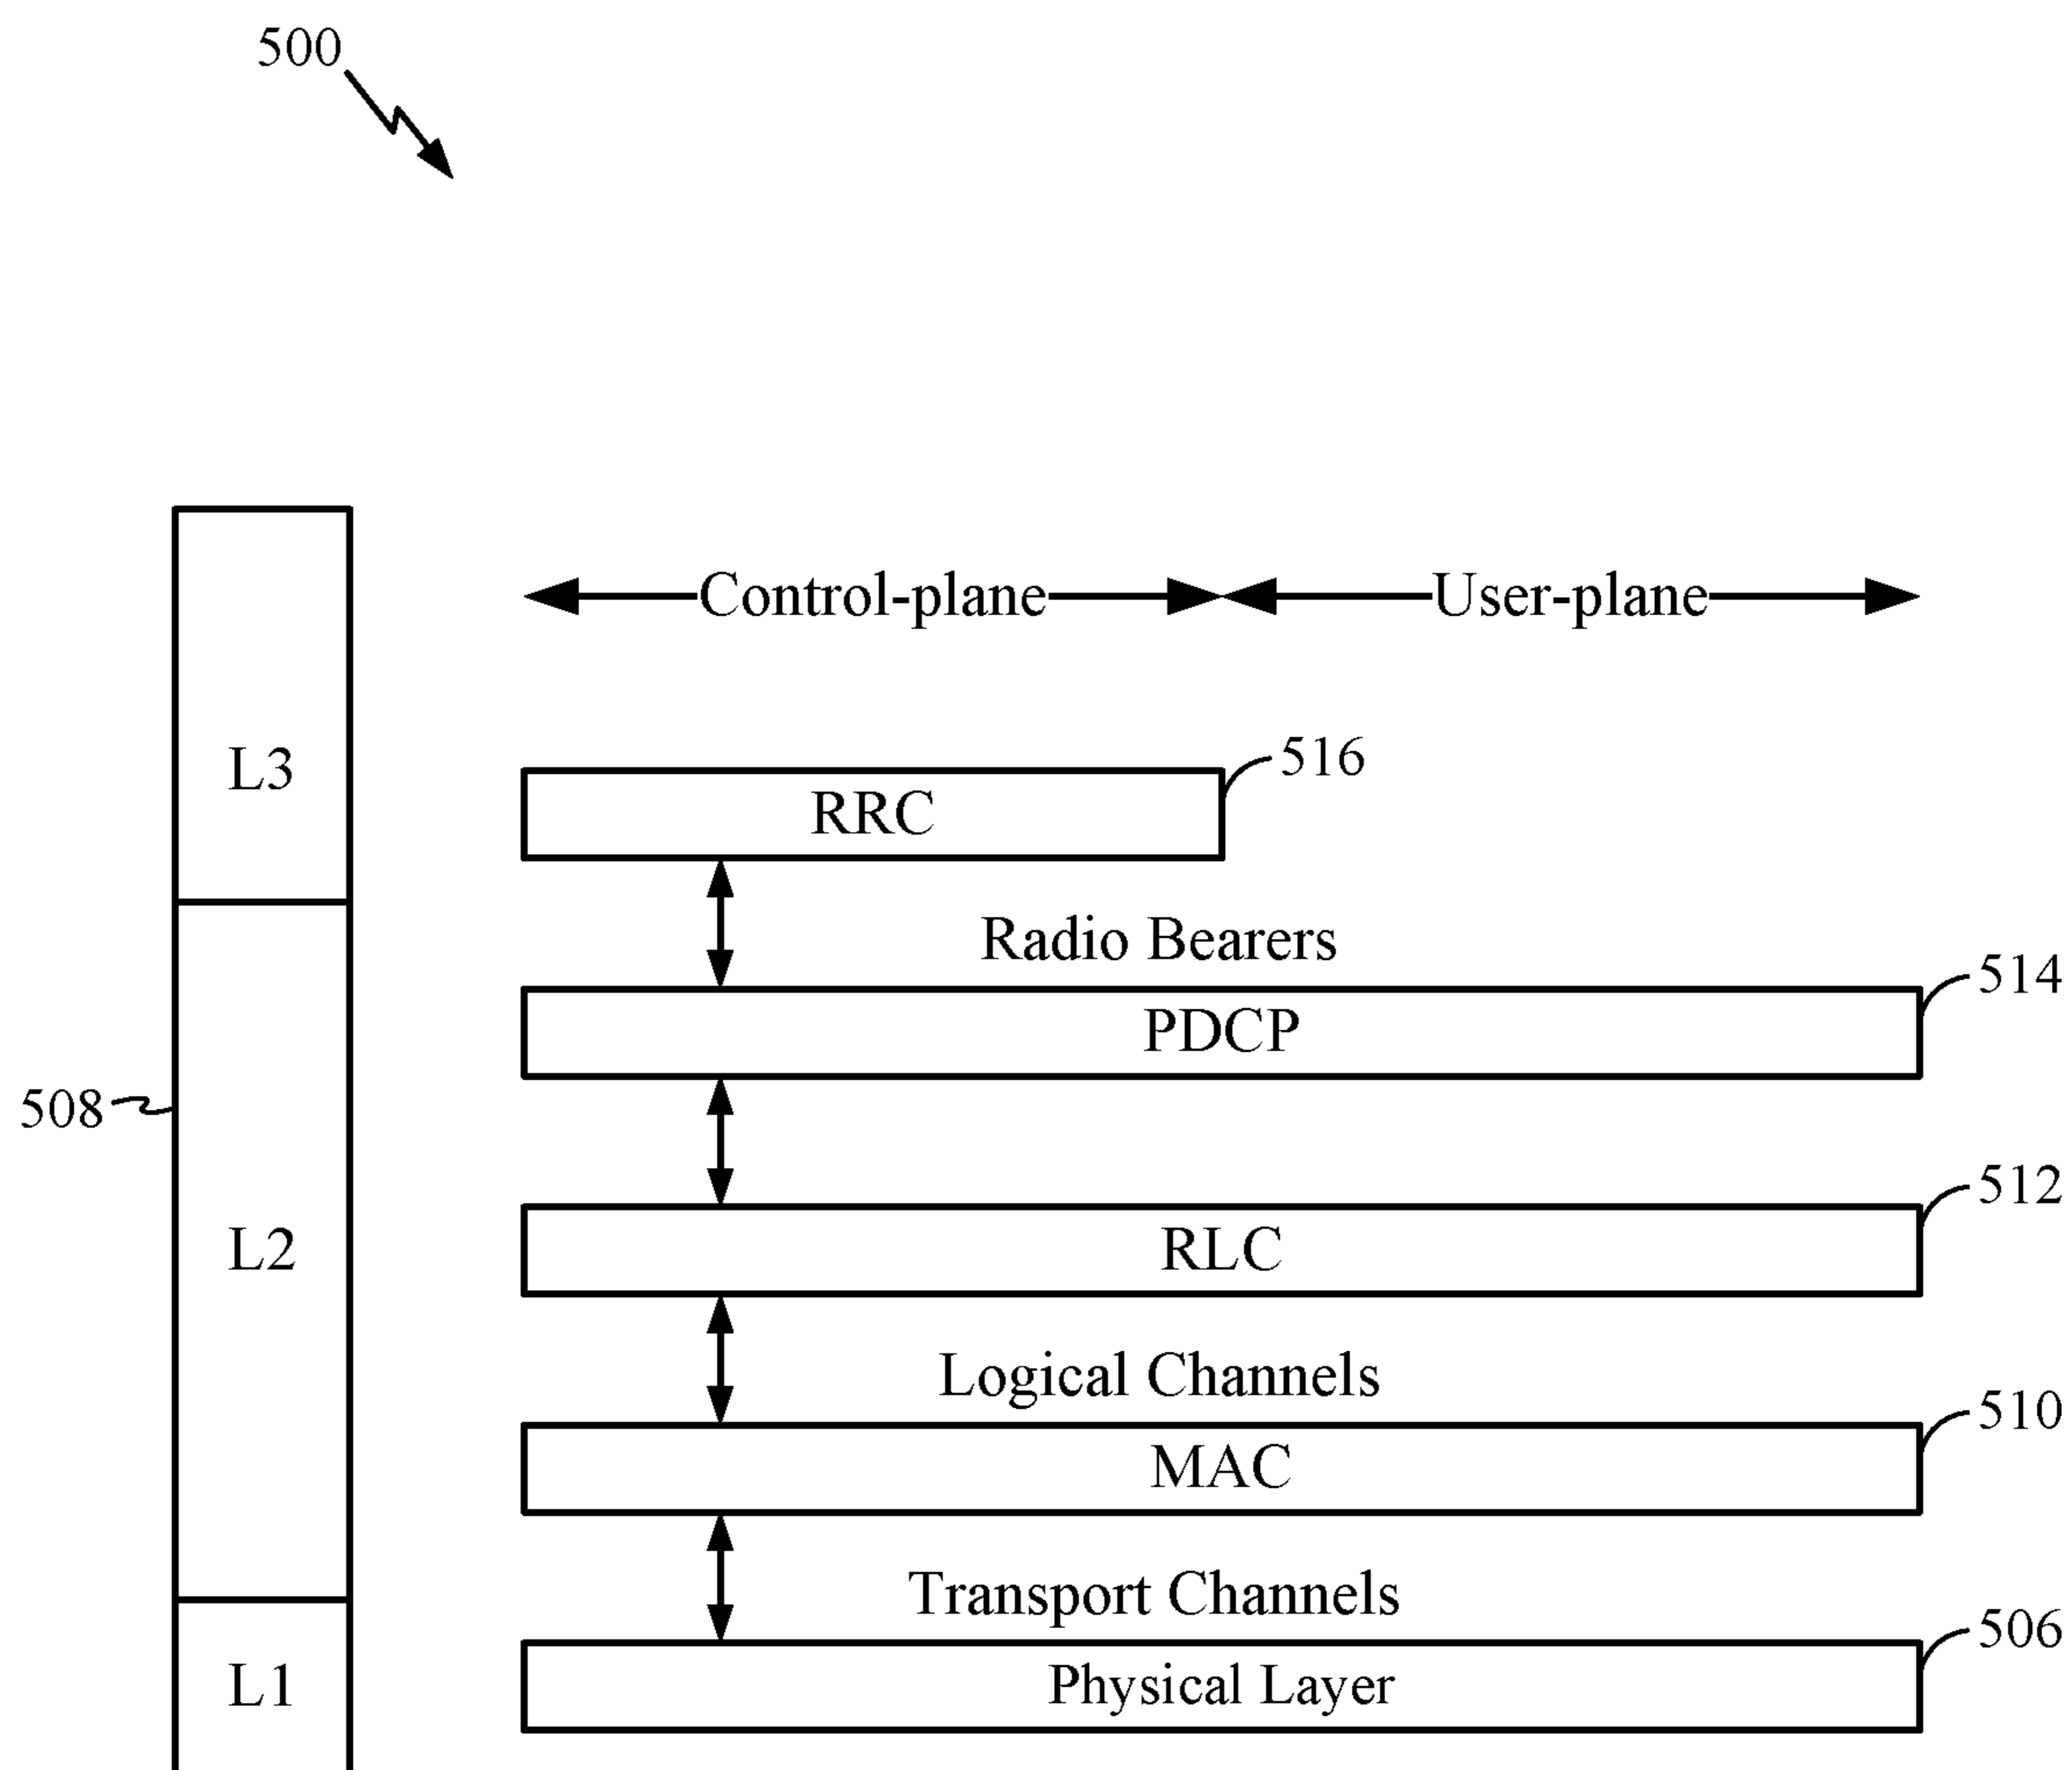 500
Control-plane User-plane
L3
516
RRC
Radio Bearers
514
PDCP
508
512
L2
RLC
Logical Channels
510
MAC
Transport Channels
506
L1
Physical Layer